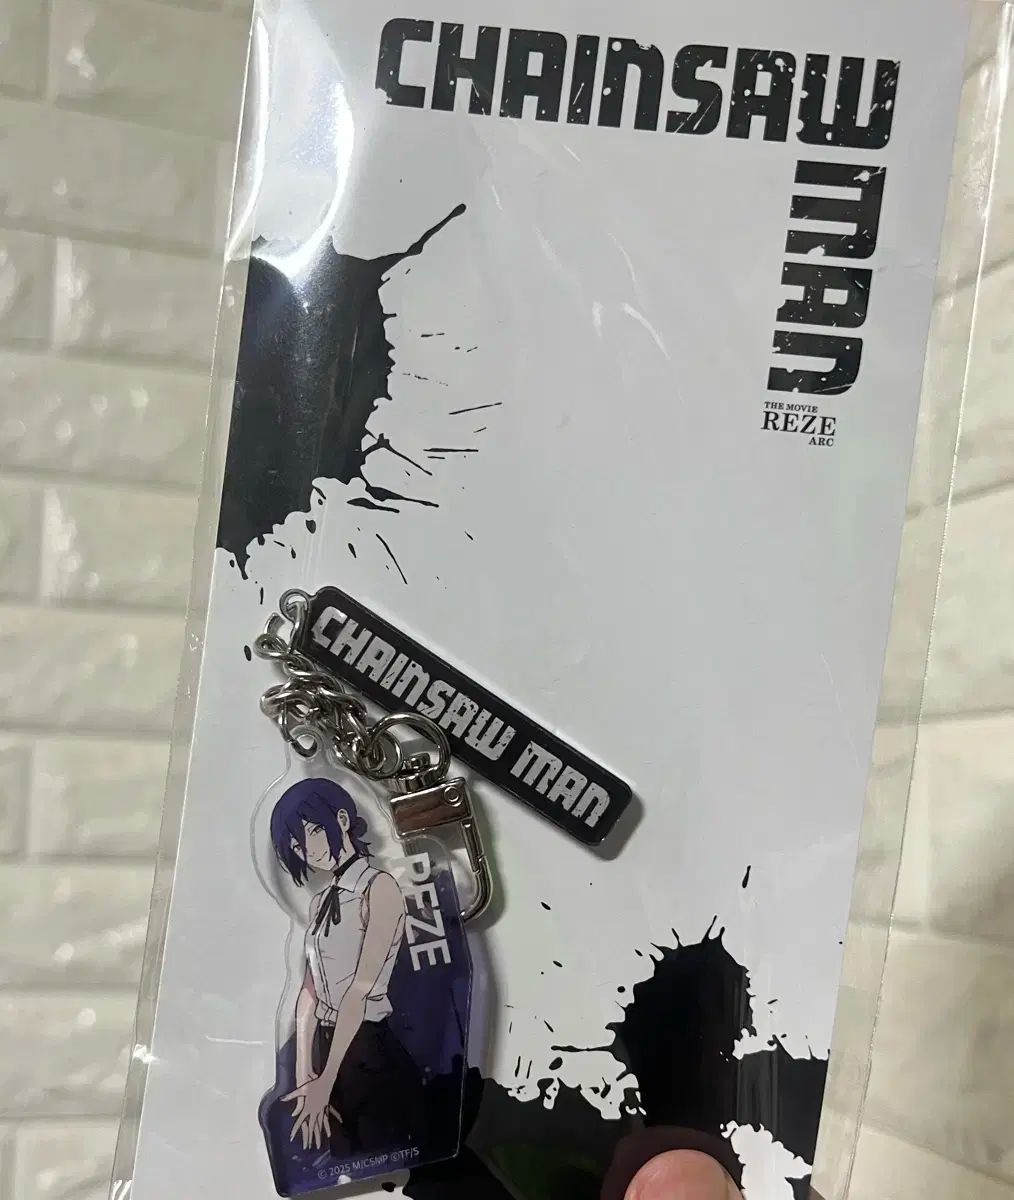 CHAINSAW
MAN
THE MOVIE
REZE
ARC
CHAINSAW MAN
REZE
© 2025 M/CSMP ©TF/S